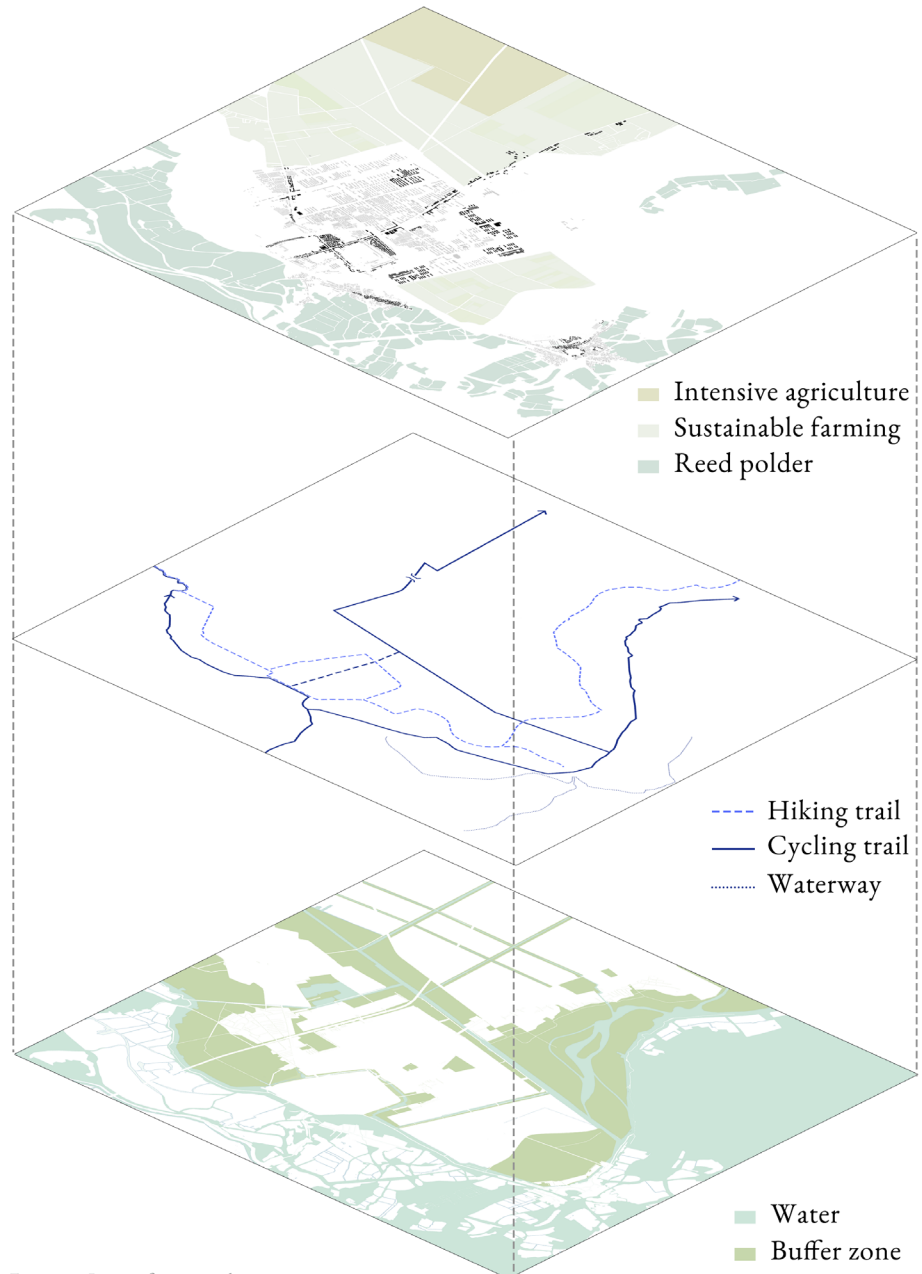 Intensive agriculture
Sustainable farming
Reed polder
Hiking trail
Cycling trail
Waterway
Water
Buffer zone